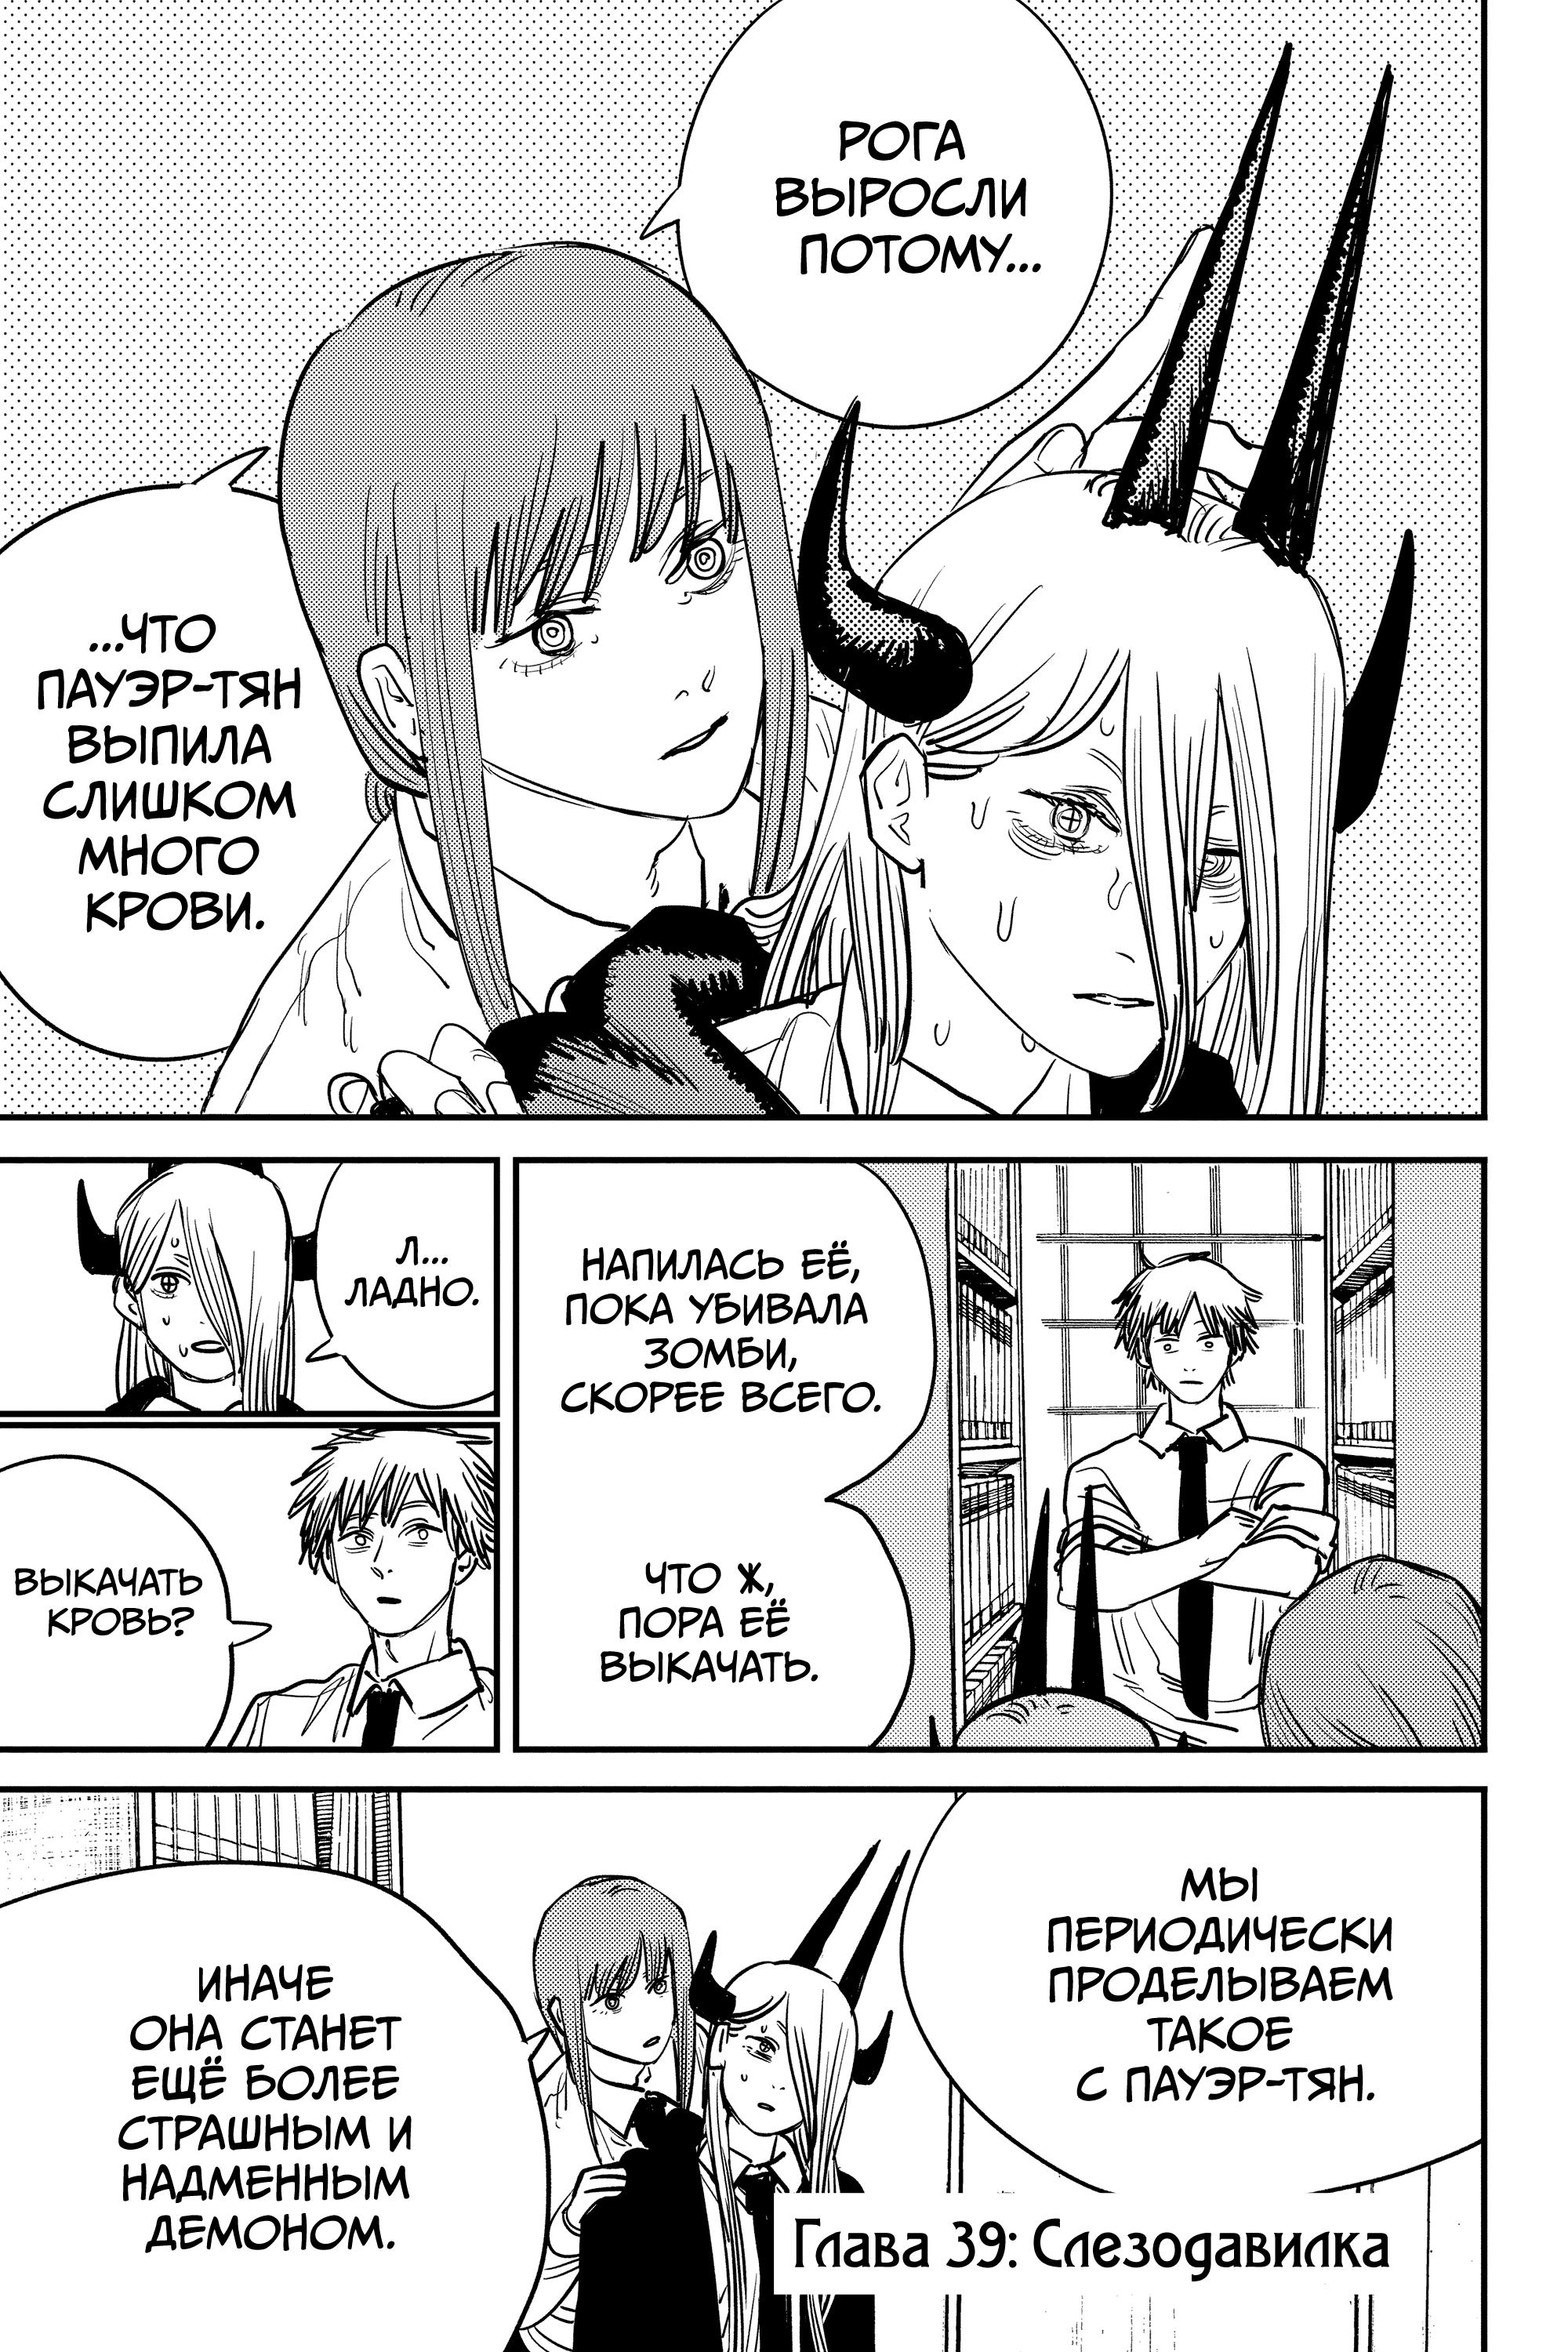 РОГА
ВЫРОСЛИ
ПОТОМУ...
...ЧТО
ПАУЭР-ТЯН
ВЫПИЛА
СЛИШКОМ
МНОГО
КРОВИ.
НАПИЛАСЬ ЕЁ,
ПОКА УБИВАЛА
ЗОМБИ,
СКОРЕЕ ВСЕГО.
ЧТО Ж,
ПОРА ЕЁ
ВЫКАЧАТЬ.
Л...
ЛАДНО.
ВЫКАЧАТЬ
КРОВЬ?
МЫ
ПЕРИОДИЧЕСКИ
ПРОДЕЛЫВАЕМ
ТАКОЕ
С ПАУЭР-ТЯН.
ИНАЧЕ
ОНА СТАНЕТ
ЕЩЁ БОЛЕЕ
СТРАШНЫМ И
НАДМЕННЫМ
ДЕМОНОМ.
Глава 39: Слезодавилка